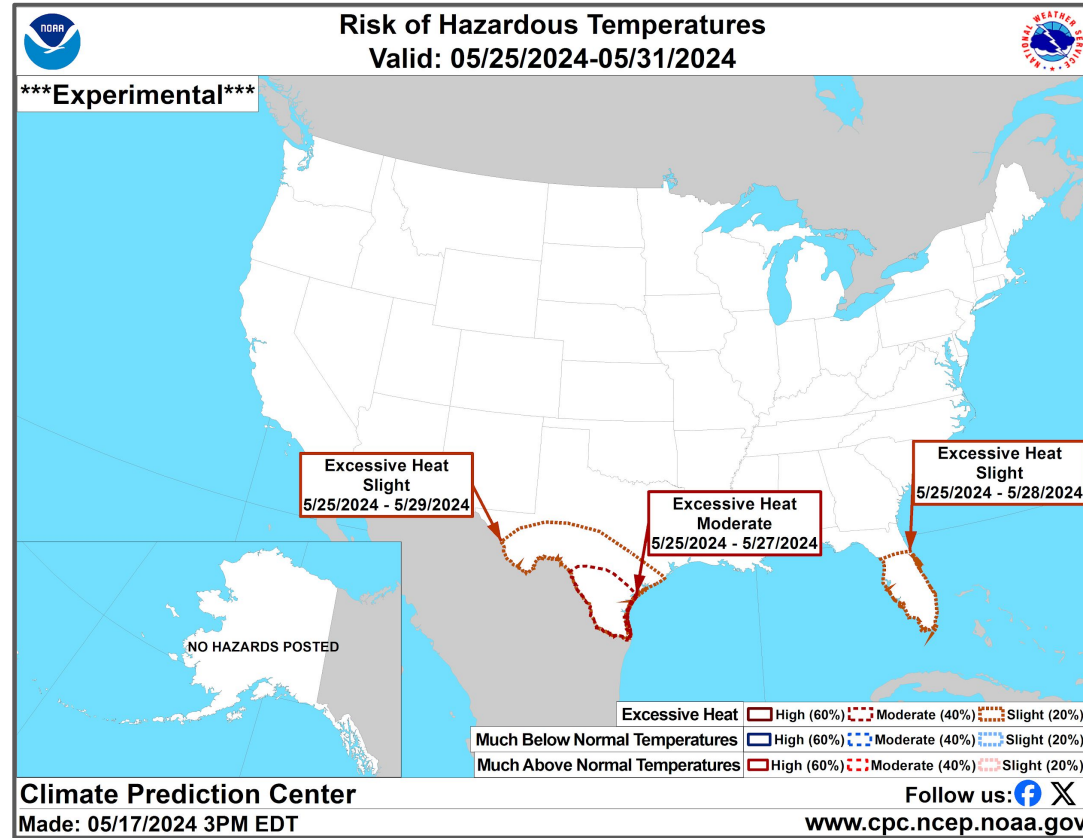 NOAA
Risk of Hazardous Temperatures
Valid: 05/25/2024-05/31/2024
NATIONAL WEATHER SERVICE
***Experimental***
Excessive Heat
Slight
5/25/2024 - 5/29/2024
Excessive Heat
Moderate
5/25/2024 - 5/27/2024
Excessive Heat
Slight
5/25/2024 - 5/28/2024
NO HAZARDS POSTED
Excessive Heat High (60%) Moderate (40%) Slight (20%)
Much Below Normal Temperatures High (60%) Moderate (40%) Slight (20%)
Much Above Normal Temperatures High (60%) Moderate (40%) Slight (20%)
Climate Prediction Center
Follow us:
Made: 05/17/2024 3PM EDT
www.cpc.ncep.noaa.gov